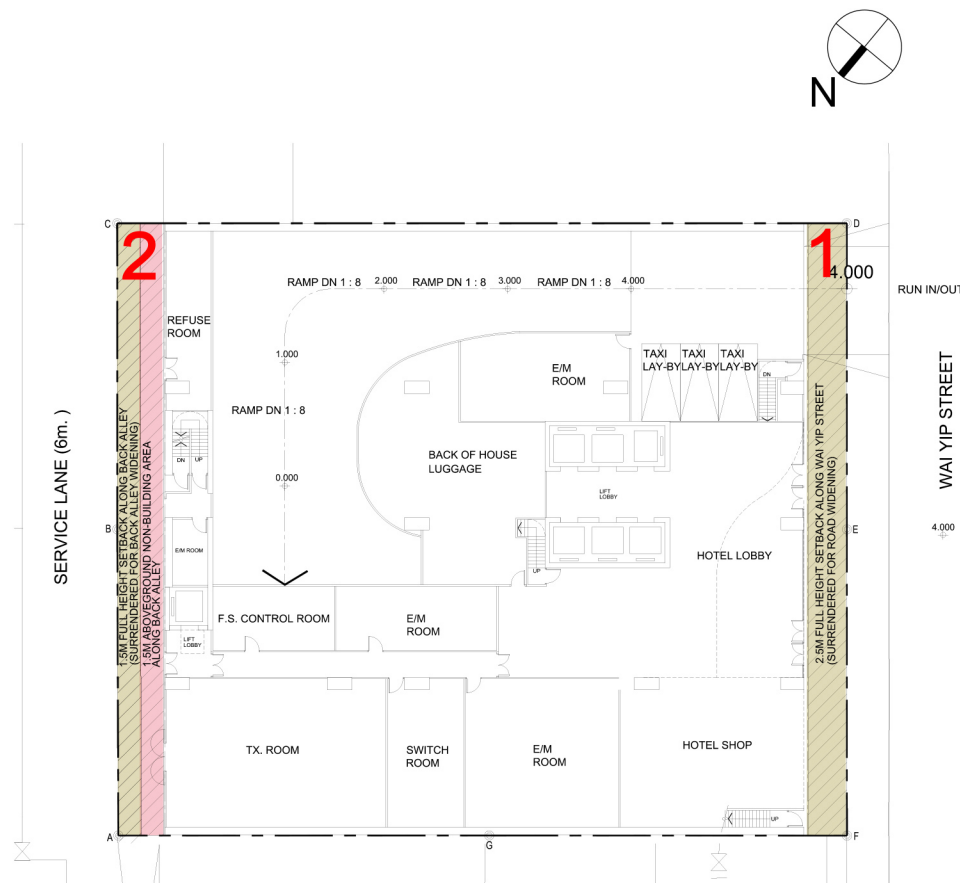 N
C
D
2
1
4.000
RAMP DN 1 : 8
2.000
RAMP DN 1 : 8
3.000
RAMP DN 1 : 8
4.000
RUN IN/OUT
REFUSE
ROOM
1.000
TAXI
LAY-BY
TAXI
LAY-BY
TAXI
LAY-BY
E/M
ROOM
DN
RAMP DN 1 : 8
BACK OF HOUSE
LUGGAGE
DN
UP
0.000
LIFT
LOBBY
SERVICE LANE (6m. )
1.5M FULL HEIGHT SETBACK ALONG BACK ALLEY
(SURRENDERED FOR BACK ALLEY WIDENING)
1.5M ABOVEGROUND NON-BUILDING AREA
ALONG BACK ALLEY
2.5M FULL HEIGHT SETBACK ALONG WAI YIP STREET
(SURRENDERED FOR ROAD WIDENING)
WAI YIP STREET
4.000
B
E
E/M ROOM
HOTEL LOBBY
UP
F.S. CONTROL ROOM
E/M
ROOM
LIFT
LOBBY
TX. ROOM
SWITCH
ROOM
E/M
ROOM
HOTEL SHOP
UP
A
G
F